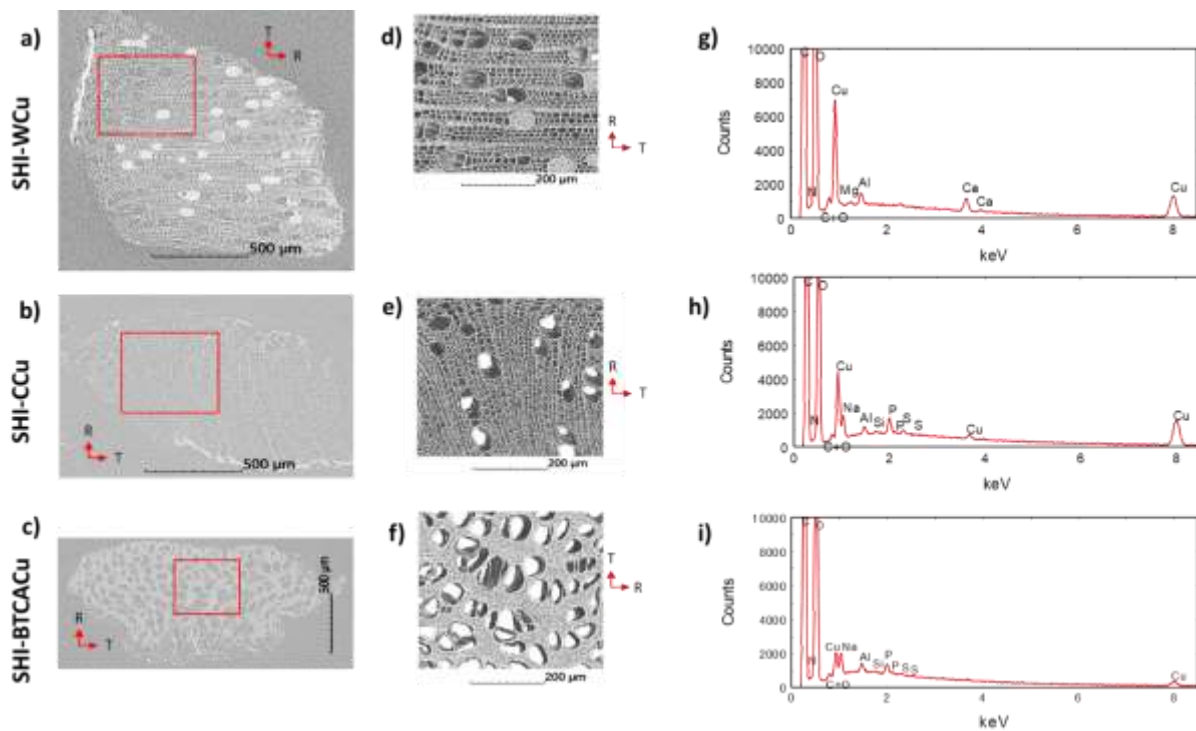 a)
T
R
SHI-WCu
500 µm
d)
R
T
200 µm
g)
10000
8000
6000
4000
2000
0
Counts
C
O
Cu
N
C+O
Mg
Al
Ca
Ca
Cu
0
2
4
6
8
keV
b)
SHI-CCu
R
T
500 µm
e)
R
T
200 µm
h)
10000
8000
6000
4000
2000
0
Counts
C
O
Cu
Na
N
C+O
Al
Si
P
P
S
S
Cu
Cu
0
2
4
6
8
keV
c)
SHI-BTCACu
R
T
500 µm
f)
T
R
200 µm
i)
10000
8000
6000
4000
2000
0
Counts
O
Cu
Na
N
C+O
Al
Si
P
P
S
S
Cu
0
2
4
6
8
keV